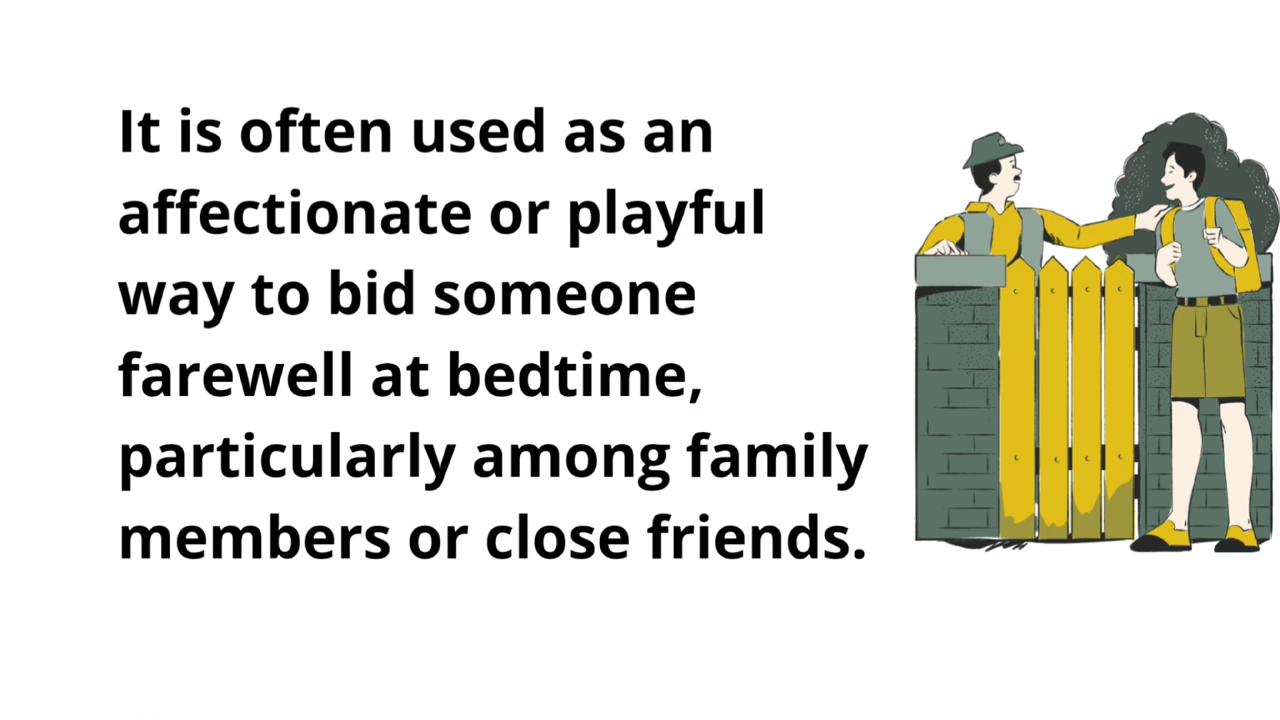 It is often used as an
affectionate or playful
way to bid someone
farewell at bedtime,
particularly among family
members or close friends.